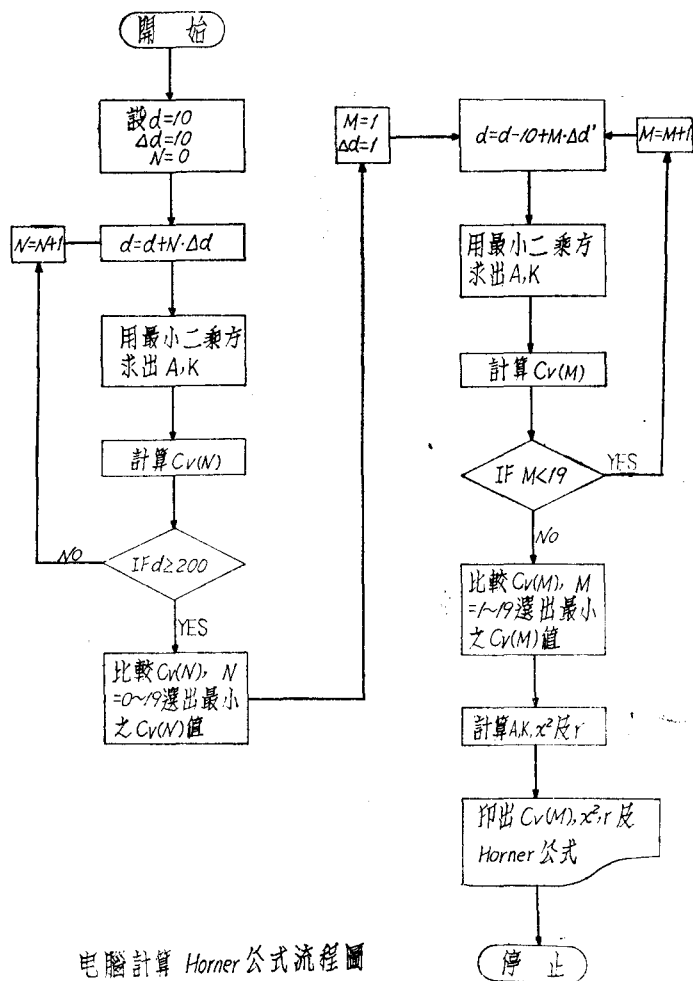 開始
設d=10
Δd=10
N=0
N=N+1
d=d+N·Δd
用最小二乘方
求出A,K
計算Cv(N)
IFd≥200
NO
YES
比較Cv(N), N
=0~19選出最小
之Cv(N)值
M=1
Δd=1
d=d-10+M·Δd'
M=M+1
用最小二乘方
求出A,K
計算Cv(M)
IF M<19
YES
NO
比較Cv(M), M
=1~19選出最小
之Cv(M)值
計算A,K,x²及r
印出Cv(M),x²,r及
Horner公式
停止
电腦計算 Horner公式流程圖